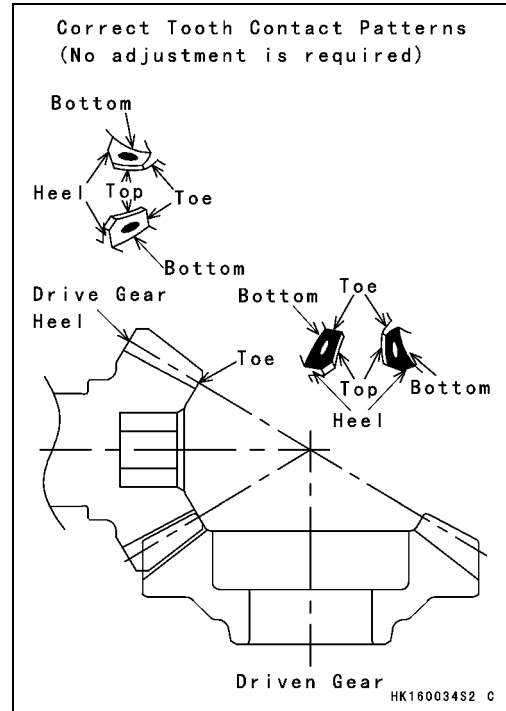 Correct Tooth Contact Patterns
(No adjustment is required)
Bottom
Heel
Top
Toe
Bottom
Drive Gear
Heel
Toe
Bottom
Toe
Top
Bottom
Heel
Driven Gear
HK160034S2 C